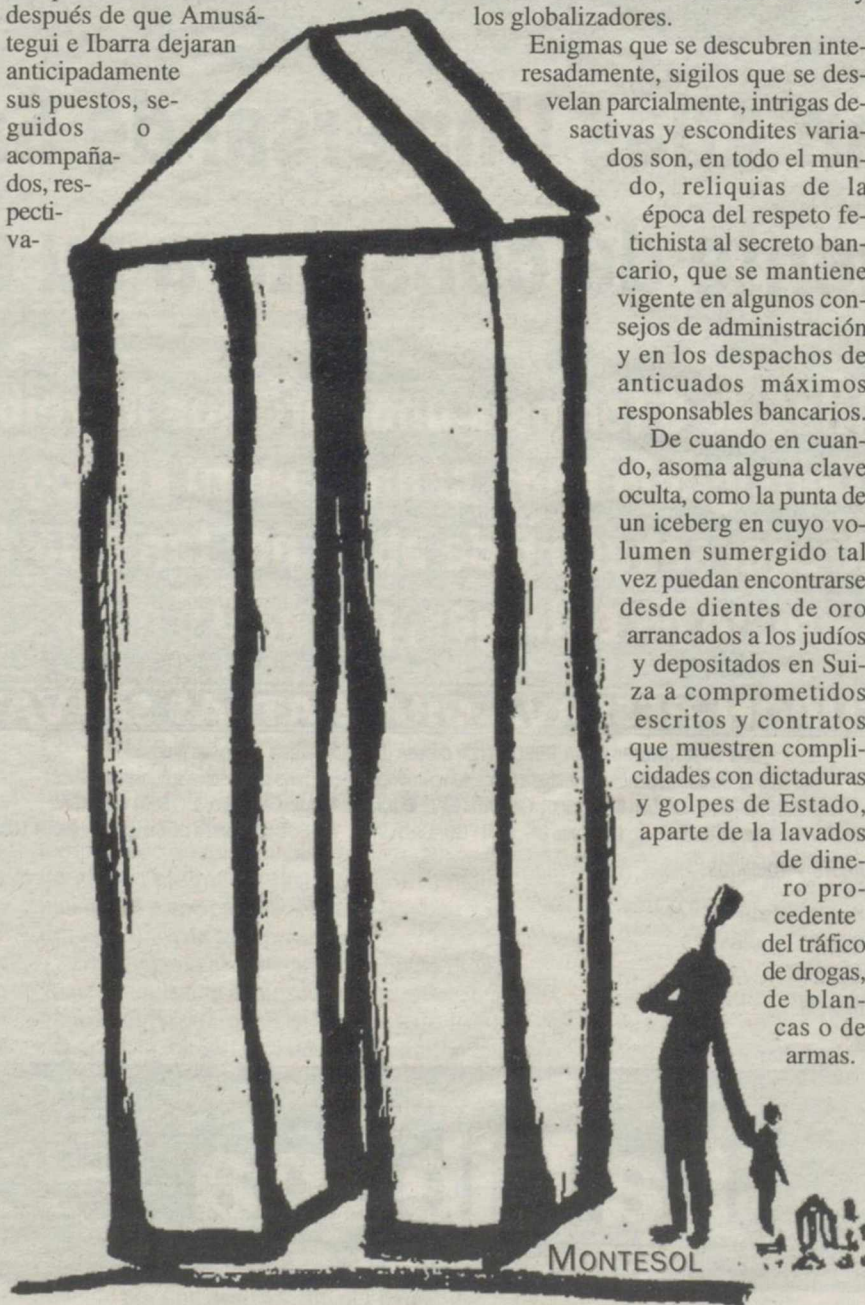 después de que Amusá-
tegui e Ibarra dejaran
anticipadamente
sus puestos, se-
guidos o
acompaña-
dos, res-
pecti-
va-
los globalizadores.
Enigmas que se descubren inte-
resadamente, sigilos que se des-
velan parcialmente, intrigas de-
sactivas y escondites varia-
dos son, en todo el mun-
do, reliquias de la
época del respeto fe-
tichista al secreto ban-
cario, que se mantiene
vigente en algunos con-
sejos de administración
y en los despachos de
anticuados máximos
responsables bancarios.
De cuando en cuan-
do, asoma alguna clave
oculta, como la punta de
un iceberg en cuyo vo-
lumen sumergido tal
vez puedan encontrarse
desde dientes de oro
arrancados a los judíos
y depositados en Sui-
za a comprometidos
escritos y contratos
que muestren compli-
cidades con dictaduras
y golpes de Estado,
aparte de la lavados
de dine-
ro pro-
cedente
del tráfico
de drogas,
de blan-
cas o de
armas.
MONTESOL